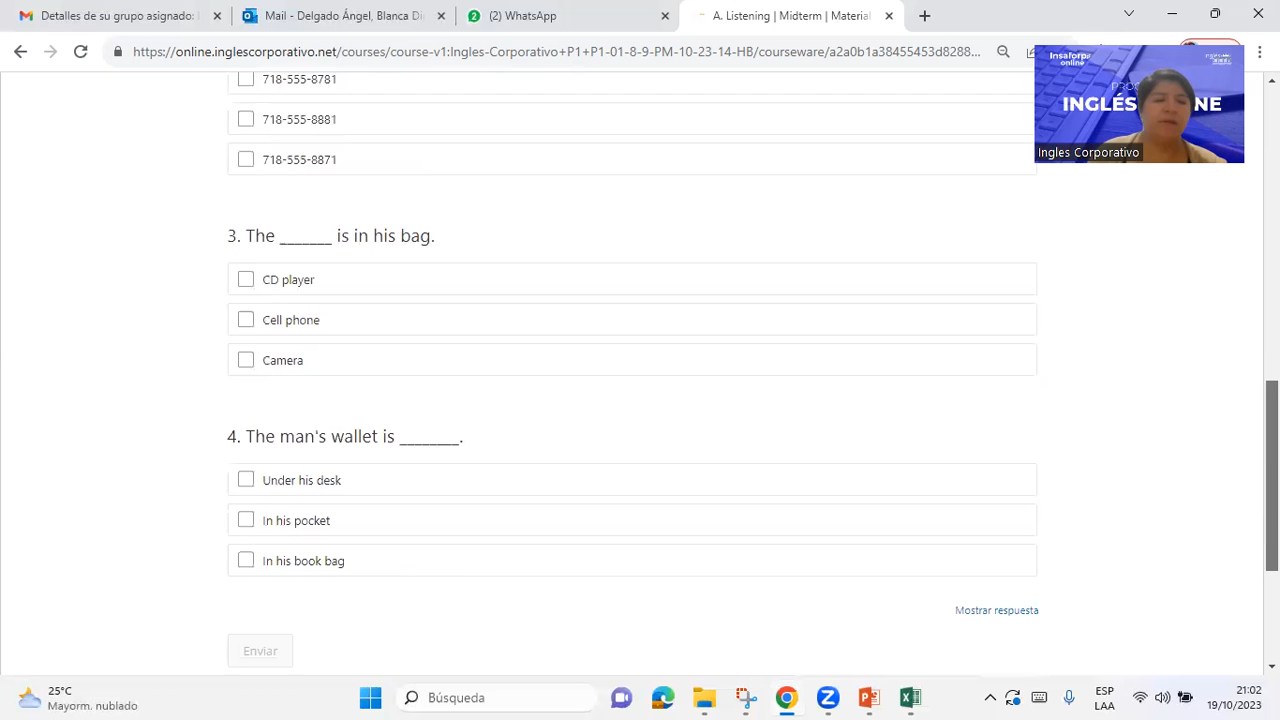 Detalles de su grupo asignado:
Mail - Delgado Ángel, Blanca Di
(2) WhatsApp
A. Listening | Midterm | Material
https://online.inglescorporativo.net/courses/course-v1:Ingles-Corporativo+P1+P1-01-8-9-PM-10-23-14-HB/courseware/a2a0b1a38455453d8288...
718-555-8781
718-555-8881
718-555-8871
3. The _______ is in his bag.
CD player
Cell phone
Camera
4. The man's wallet is ________.
Under his desk
In his pocket
In his book bag
Mostrar respuesta
Enviar
online
INGLÉS
NE
Ingles Corporativo
25°C
Mayorm. nublado
Búsqueda
ESP
LAA
21:02
19/10/2023